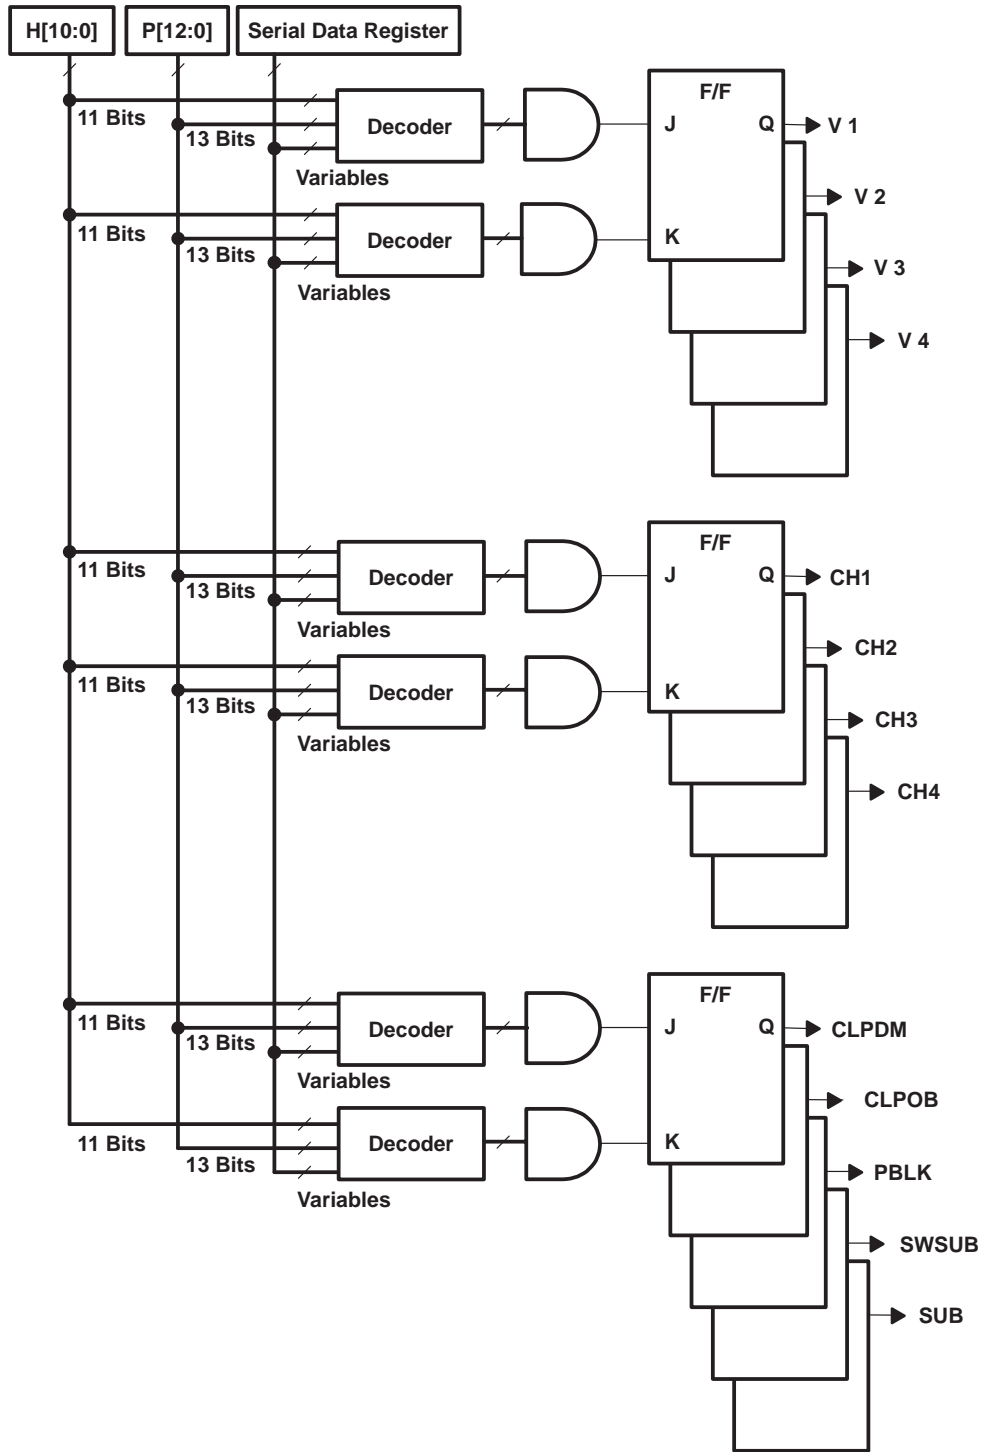 H[10:0] P[12:0] Serial Data Register
F/F
11 Bits
13 Bits
Decoder
J
Q
V 1
Variables
V 2
11 Bits
13 Bits
Decoder
K
Variables
V 3
V 4
F/F
11 Bits
13 Bits
Decoder
J
Q
CH1
Variables
CH2
11 Bits
13 Bits
Decoder
K
Variables
CH3
CH4
F/F
11 Bits
13 Bits
Decoder
J
Q
CLPDM
Variables
CLPOB
11 Bits
13 Bits
Decoder
K
Variables
PBLK
SWSUB
SUB